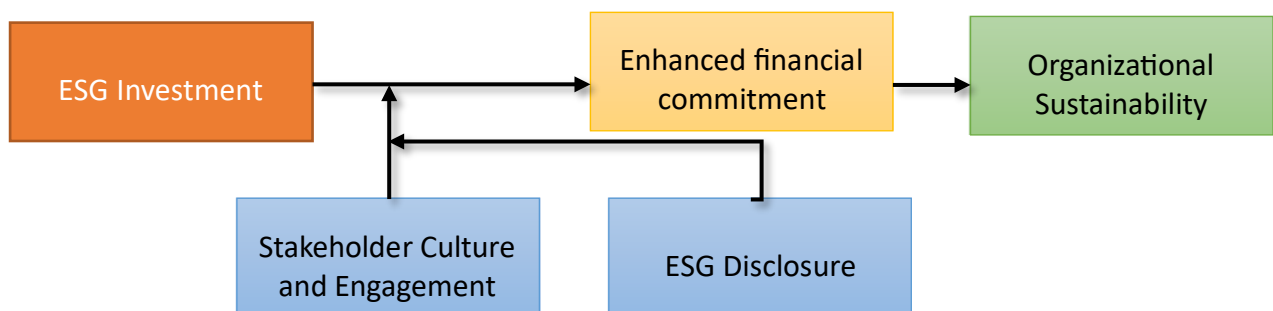 ESG Investment
Enhanced financial
commitment
Organizational
Sustainability
Stakeholder Culture
and Engagement
ESG Disclosure